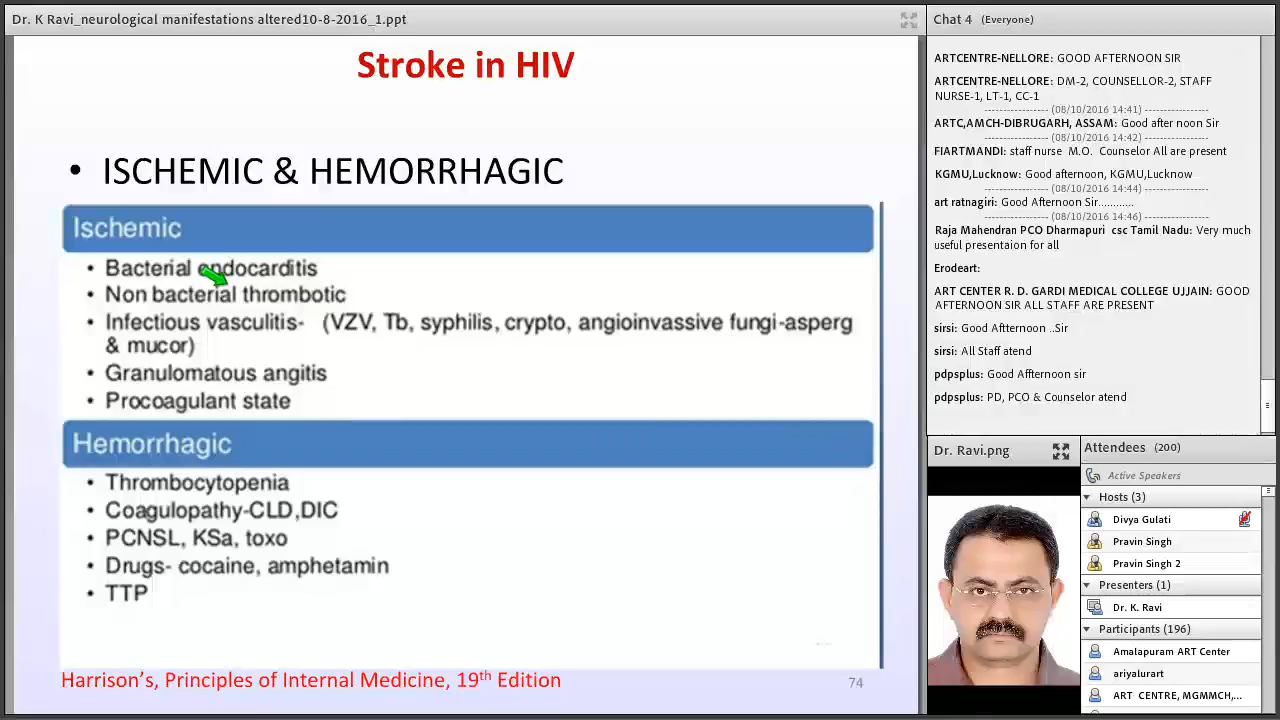 Dr. K Ravi_neurological manifestations altered10-8-2016_1.ppt
Stroke in HIV
• ISCHEMIC & HEMORRHAGIC
Ischemic
• Bacterial endocarditis
• Non bacterial thrombotic
• Infectious vasculitis- (VZV, Tb, syphilis, crypto, angioinvassive fungi-asperg
& mucor)
• Granulomatous angitis
• Procoagulant state
Hemorrhagic
• Thrombocytopenia
• Coagulopathy-CLD,DIC
• PCNSL, KSa, toxo
• Drugs- cocaine, amphetamin
• TTP
Harrison's, Principles of Internal Medicine, 19th Edition
74
Chat 4 (Everyone)
ARTCENTRE-NELLORE: GOOD AFTERNOON SIR
ARTCENTRE-NELLORE: DM-2, COUNSELLOR-2, STAFF
NURSE-1, LT-1, CC-1
------------------ (08/10/2016 14:41) ------------------
ARTC,AMCH-DIBRUGARH, ASSAM: Good after noon Sir
------------------ (08/10/2016 14:42) ------------------
FIARTMANDI: staff nurse M.O. Counselor All are present
KGMU,Lucknow: Good afternoon, KGMU,Lucknow
------------------ (08/10/2016 14:44) ------------------
art ratnagiri: Good Afternoon Sir...........
------------------ (08/10/2016 14:46) ------------------
Raja Mahendran PCO Dharmapuri csc Tamil Nadu: Very much
useful presentaion for all
Erodeart:
ART CENTER R. D. GARDI MEDICAL COLLEGE UJJAIN: GOOD
AFTERNOON SIR ALL STAFF ARE PRESENT
sirsi: Good Adternoon ..Sir
sirsi: All Staff atend
pdpsplus: Good Affternoon sir
pdpsplus: PD, PCO & Counselor atend
Dr. Ravi.png
Attendees (200)
Active Speakers
Hosts (3)
Divya Gulati
Pravin Singh
Pravin Singh 2
Presenters (1)
Dr. K. Ravi
Participants (196)
Amalapuram ART Center
ariyalurart
ART CENTRE, MGMMCH,...